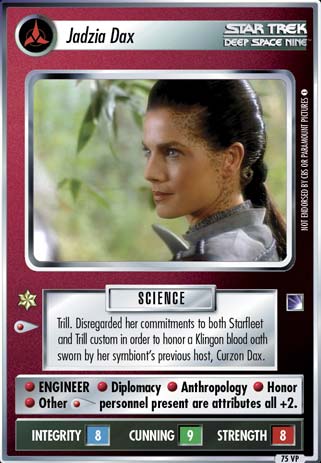 Jadzia Dax
STAR TREK
DEEP SPACE NINE
NOT ENDORSED BY CBS OR PARAMOUNT PICTURES
SCIENCE
Trill. Disregarded her commitments to both Starfleet
and Trill custom in order to honor a Klingon blood oath
sworn by her symbiont's previous host, Curzon Dax.
ENGINEER Diplomacy Anthropology Honor
Other personnel present are attributes all +2.
INTEGRITY 8 CUNNING 9 STRENGTH 8
75 VP